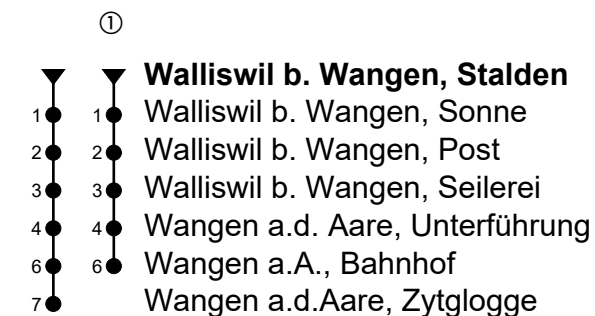 ①
Walliswil b. Wangen, Stalden
1 1 Walliswil b. Wangen, Sonne
2 2 Walliswil b. Wangen, Post
3 3 Walliswil b. Wangen, Seilerei
4 4 Wangen a.d. Aare, Unterführung
6 6 Wangen a.A., Bahnhof
7 Wangen a.d.Aare, Zytglogge